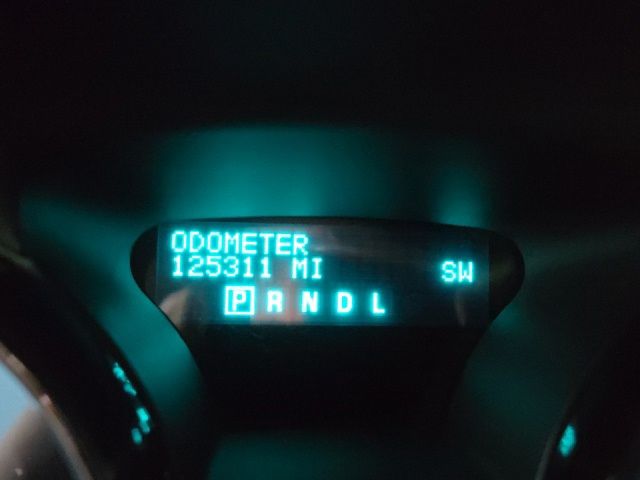 ODOMETER
125311 MI SW
P R N D L